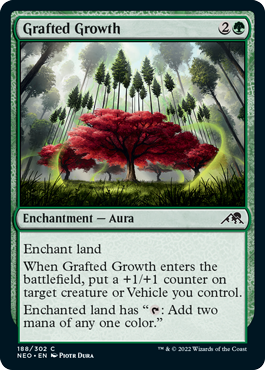 Grafted Growth 2
Enchantment — Aura
Enchant land
When Grafted Growth enters the
battlefield, put a +1/+1 counter on
target creature or Vehicle you control.
Enchanted land has “: Add two
mana of any one color.”
188/302 C
NEO • EN Piotr Dura
™ & © 2022 Wizards of the Coast